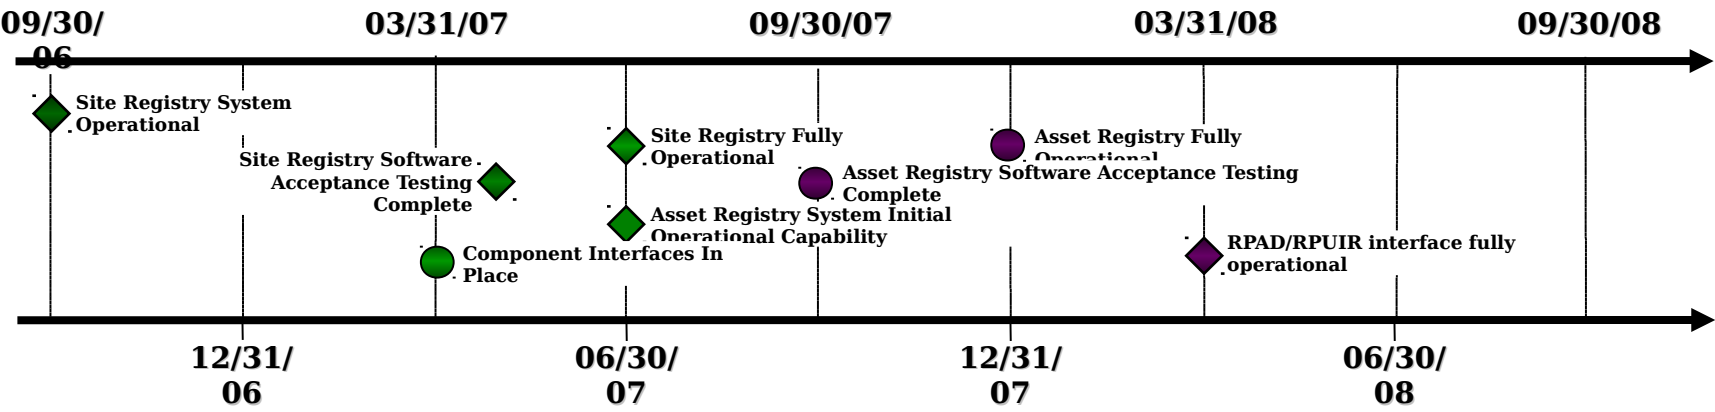 09/30/
06
03/31/07
09/30/07
03/31/08
09/30/08
Site Registry System
Operational
Site Registry Software
Acceptance Testing
Complete
Site Registry Fully
Operational
Asset Registry Fully
Operational
Asset Registry Software Acceptance Testing
Complete
Asset Registry System Initial
Operational Capability
Component Interfaces In
Place
RPAD/RPUIR interface fully
operational
12/31/
06
06/30/
07
12/31/
07
06/30/
08